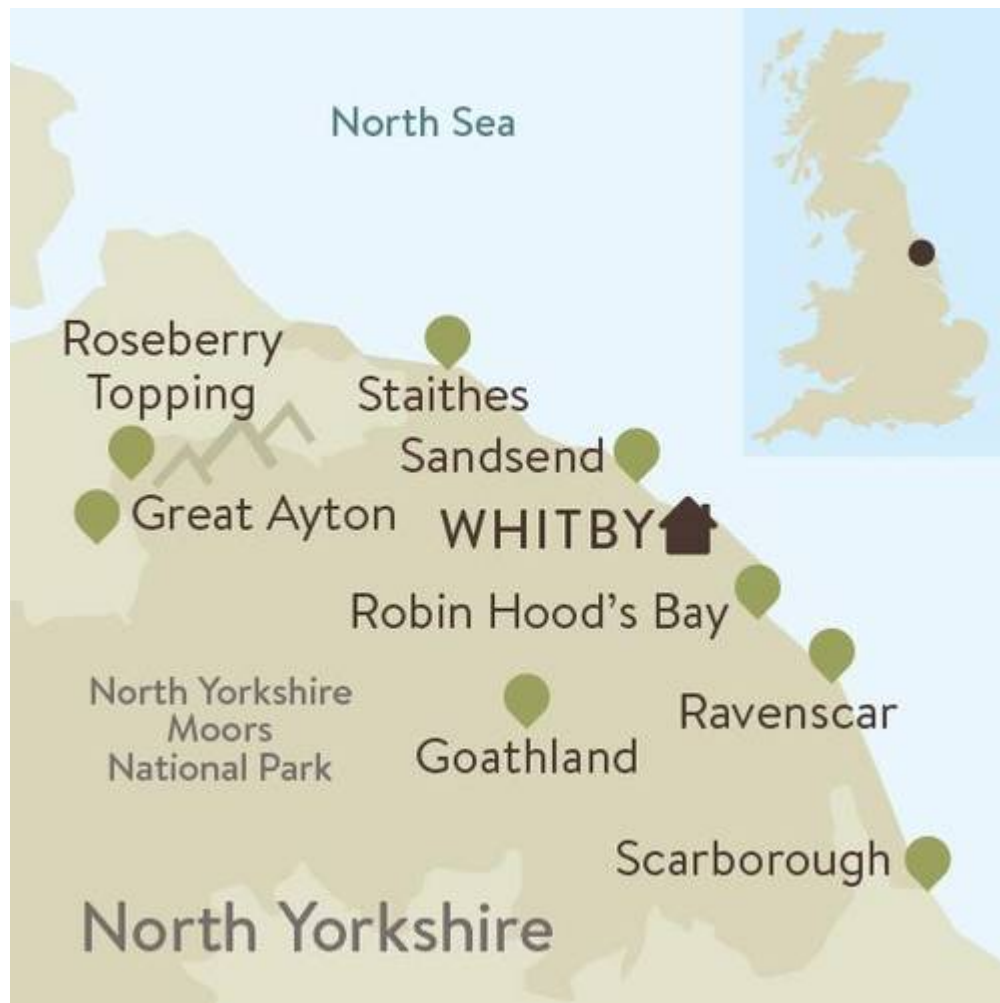 North Sea
Roseberry
Topping
Staithes
Sandsend
Great Ayton
WHITBY
Robin Hood's Bay
North Yorkshire
Moors
National Park
Ravenscar
Goathland
Scarborough
North Yorkshire